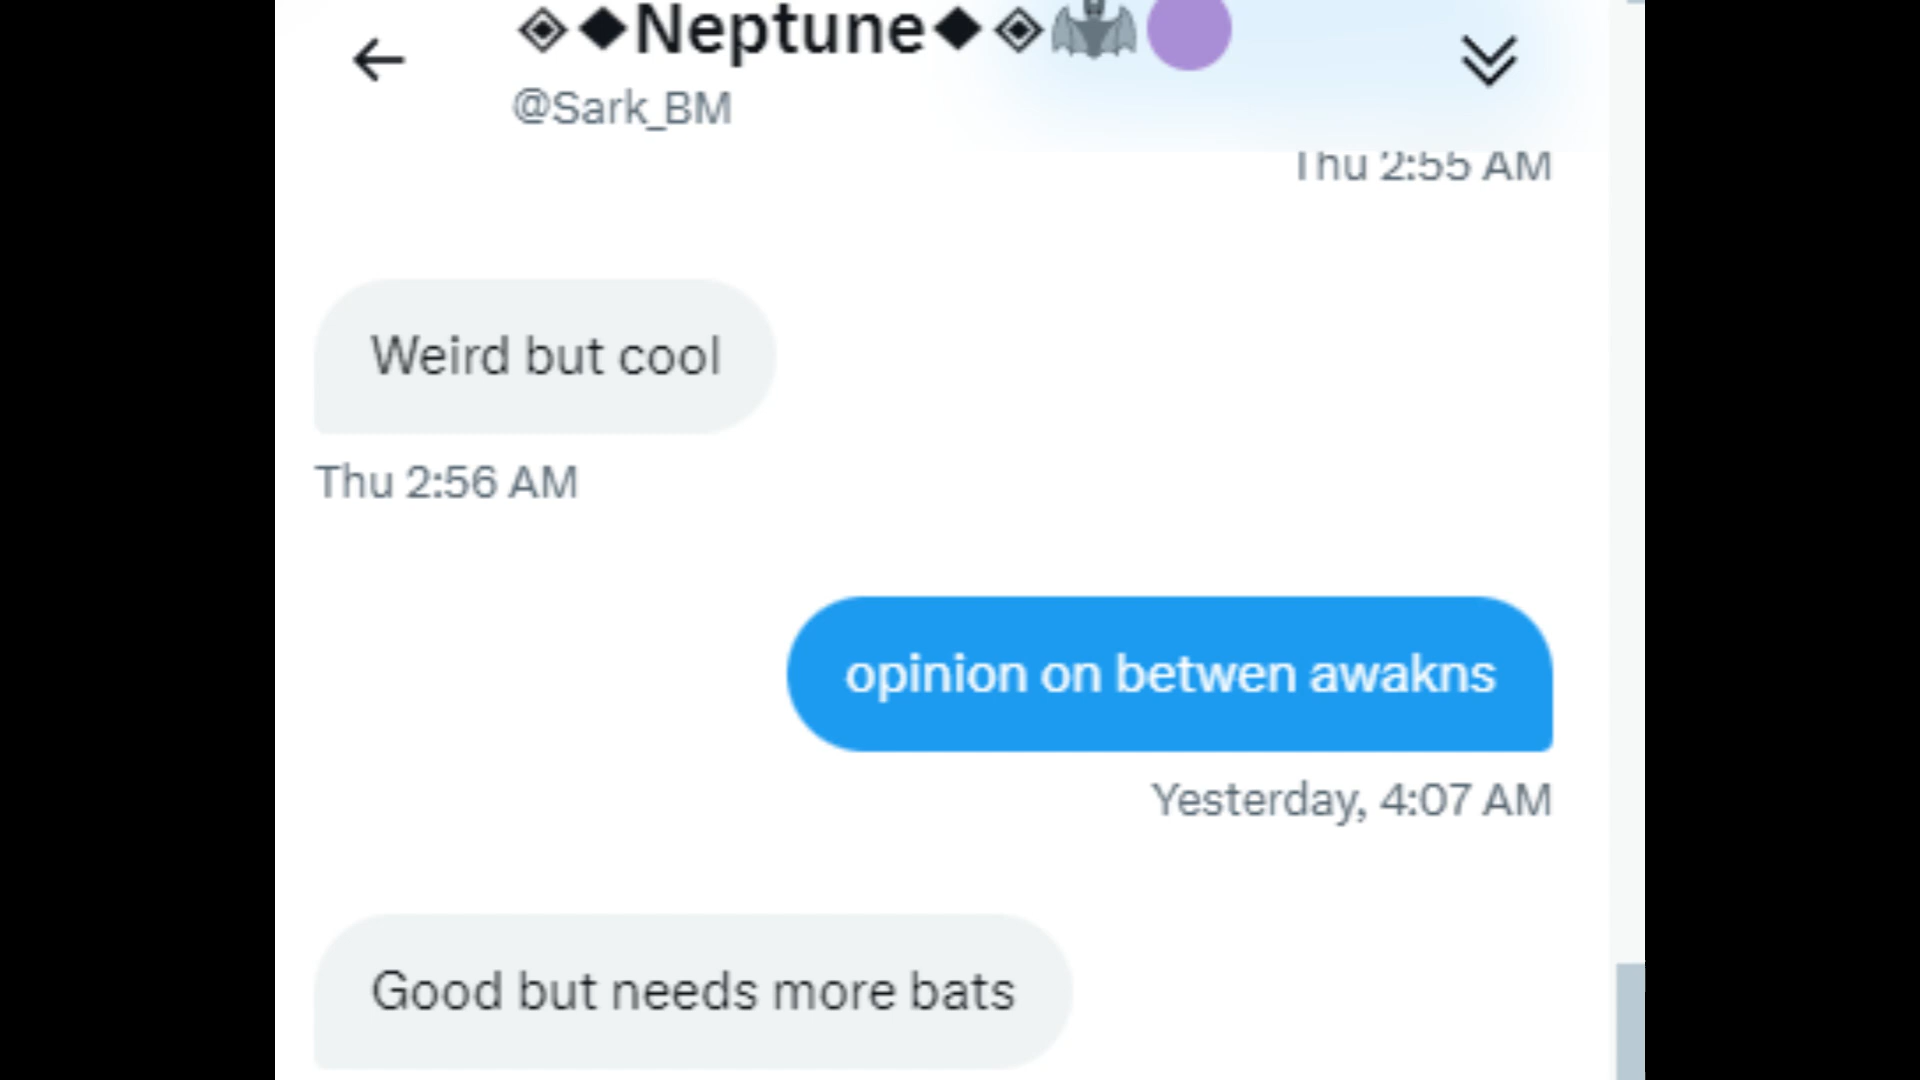 ◈◆Neptune◆◈🦇🟣
@Sark_BM
Thu 2:55 AM
Weird but cool
Thu 2:56 AM
opinion on betwen awakns
Yesterday, 4:07 AM
Good but needs more bats